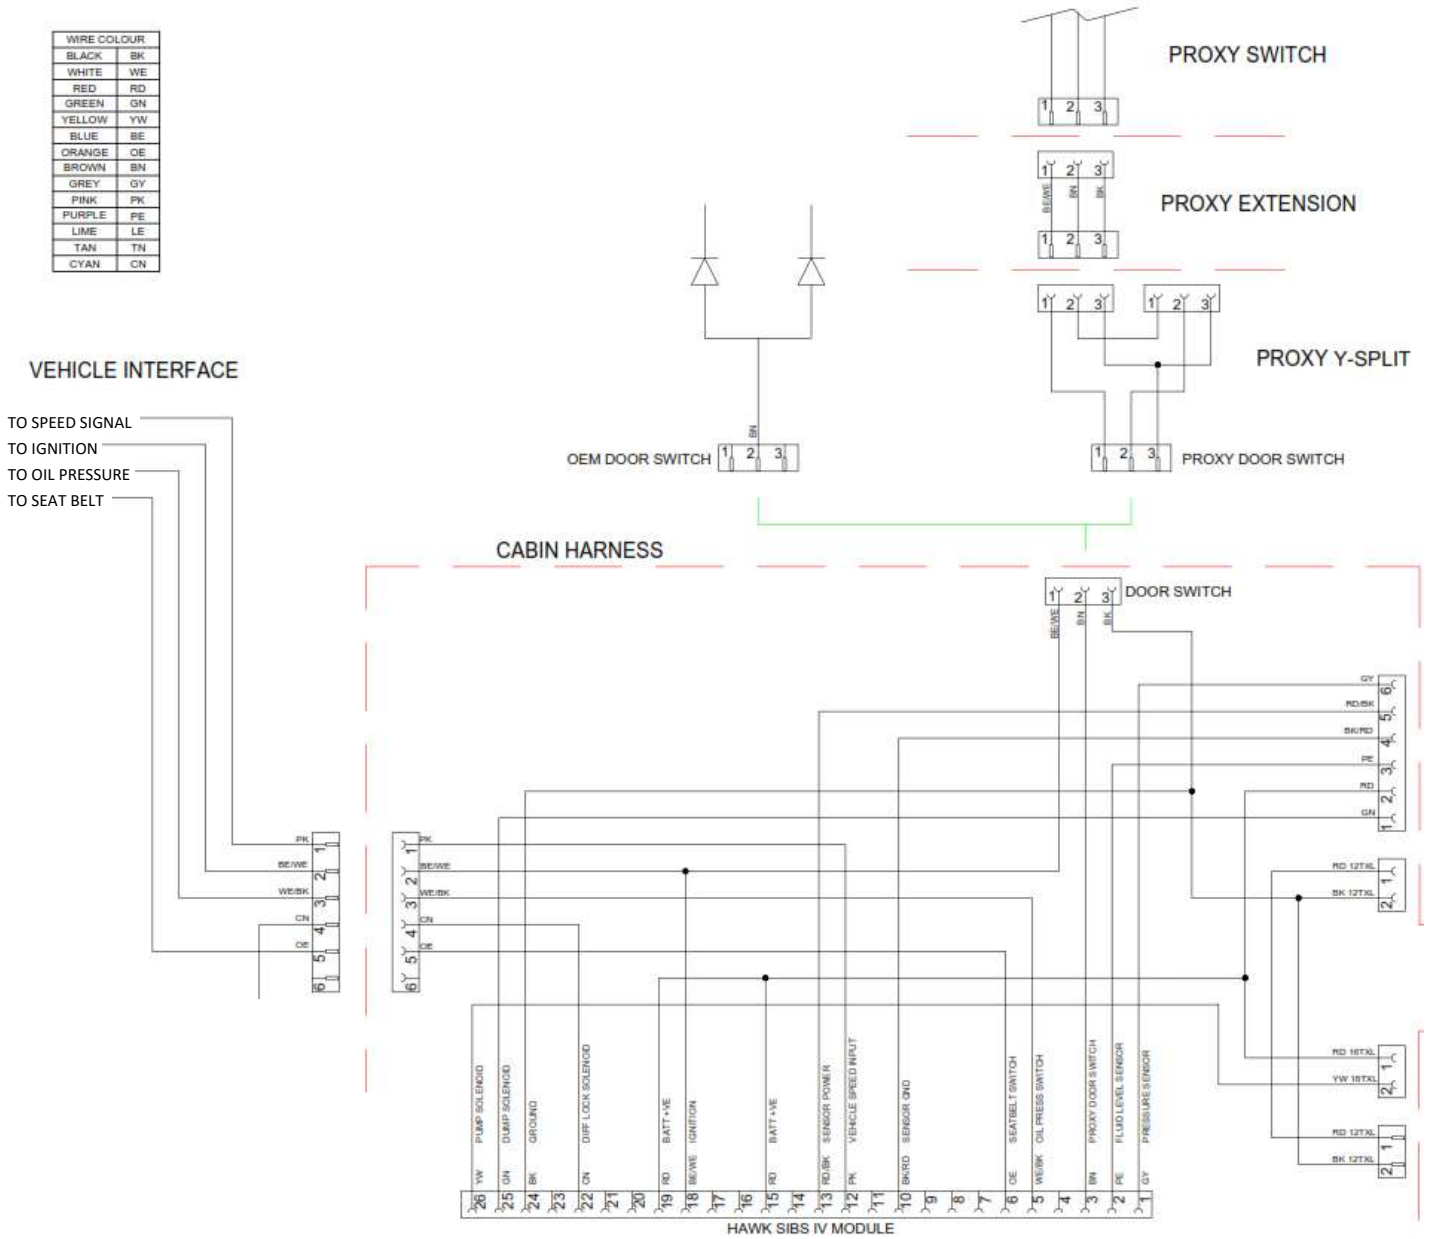 WIRE COLOUR
BLACK BK
WHITE WE
RED RD
GREEN GN
YELLOW YW
BLUE BE
ORANGE OE
BROWN BN
GREY GY
PINK PK
PURPLE PE
LIME LE
TAN TN
CYAN CN
PROXY SWITCH
1 2 3
1 2 3
BE/WE BN BK
PROXY EXTENSION
1 2 3
1 2 3 1 2 3
PROXY Y-SPLIT
VEHICLE INTERFACE
TO SPEED SIGNAL
TO IGNITION
TO OIL PRESSURE
TO SEAT BELT
BN
OEM DOOR SWITCH 1 2 3
1 2 3 PROXY DOOR SWITCH
CABIN HARNESS
1 2 3 DOOR SWITCH
BE/WE BN BK
GY 6
RD/BK 5
BK/RD 4
PE 3
RD 2
GN 1
PK 1
BE/WE 2
WE/BK 3
CN 4
OE 5
6
1 PK
2 BE/WE
3 WE/BK
4 CN
5 OE
6
RD 12TXL 1
BK 12TXL 2
RD 16TXL 1
YW 16TXL 2
RD 12TXL 1
BK 12TXL 2
YW PUMP SOLENOID
GN DUMP SOLENOID
BK GROUND
CN DIFF LOCK SOLENOID
RD BATT +VE
BE/WE IGNITION
RD BATT +VE
RD/BK SENSOR POWER
PK VEHICLE SPEED INPUT
BK/RD SENSOR GND
OE SEATBELT SWITCH
WE/BK OIL PRESS SWITCH
BN PROXY DOOR SWITCH
PE FLUID LEVEL SENSOR
GY PRESSURE SENSOR
26 25 24 23 22 21 20 19 18 17 16 15 14 13 12 11 10 9 8 7 6 5 4 3 2 1
HAWK SIBS IV MODULE